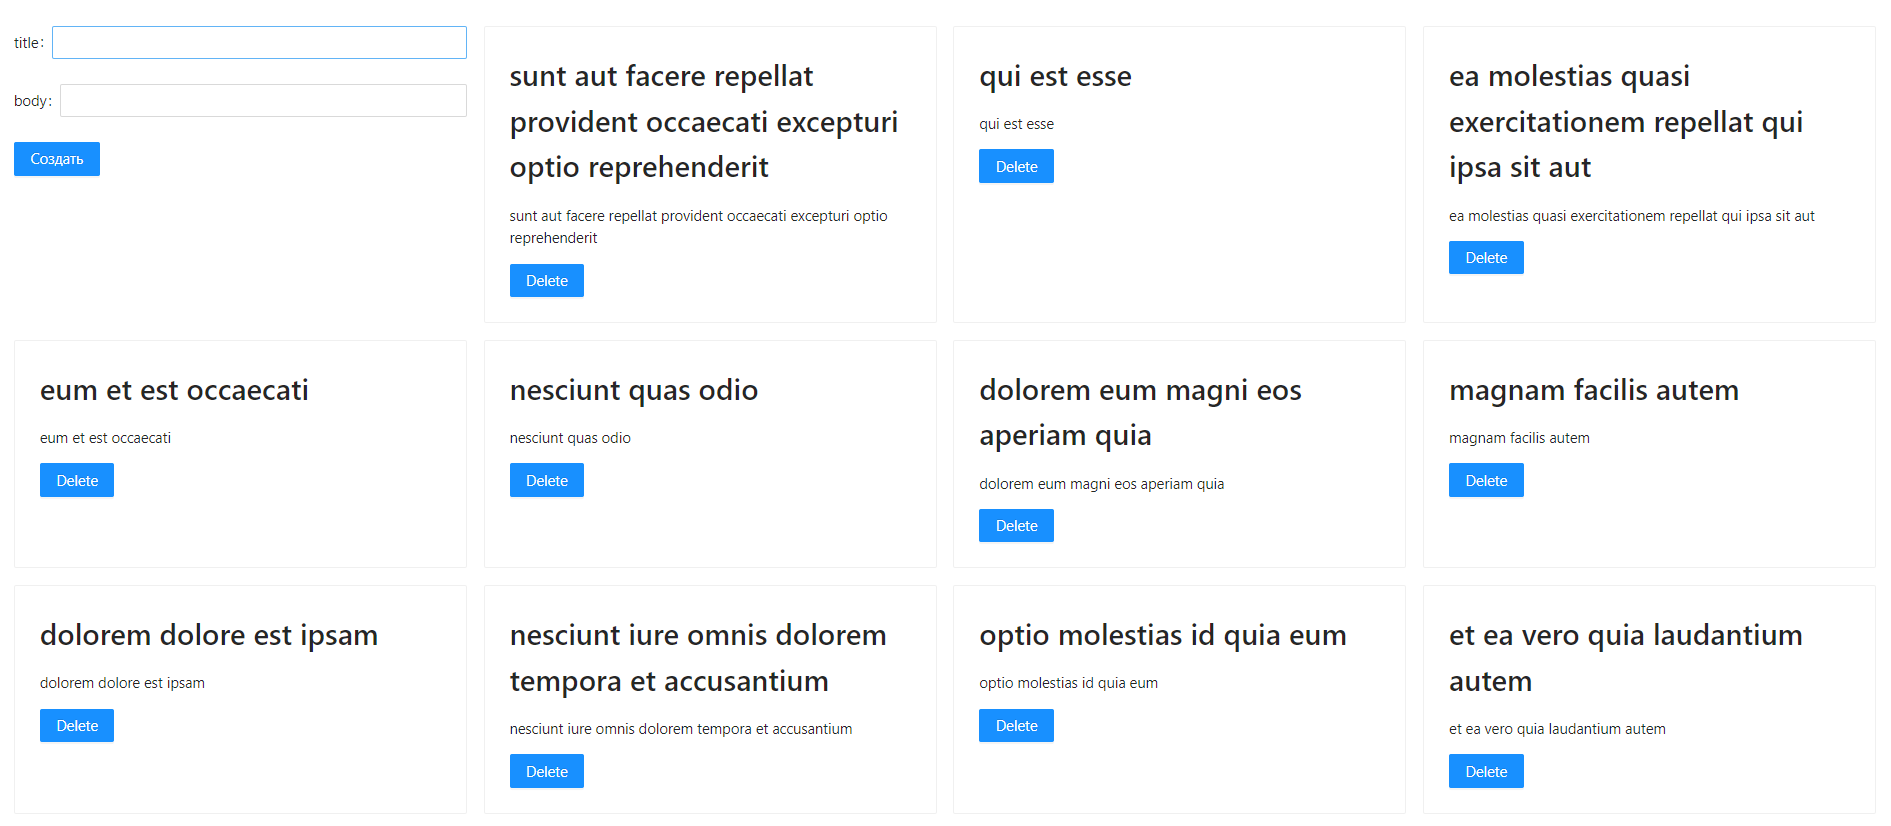 title:
body:
Создать
sunt aut facere repellat
provident occaecati excepturi
optio reprehenderit
sunt aut facere repellat provident occaecati excepturi optio
reprehenderit
Delete
qui est esse
qui est esse
Delete
ea molestias quasi
exercitationem repellat qui
ipsa sit aut
ea molestias quasi exercitationem repellat qui ipsa sit aut
Delete
eum et est occaecati
eum et est occaecati
Delete
nesciunt quas odio
nesciunt quas odio
Delete
dolorem eum magni eos
aperiam quia
dolorem eum magni eos aperiam quia
Delete
magnam facilis autem
magnam facilis autem
Delete
dolorem dolore est ipsam
dolorem dolore est ipsam
Delete
nesciunt iure omnis dolorem
tempora et accusantium
nesciunt iure omnis dolorem tempora et accusantium
Delete
optio molestias id quia eum
optio molestias id quia eum
Delete
et ea vero quia laudantium
autem
et ea vero quia laudantium autem
Delete